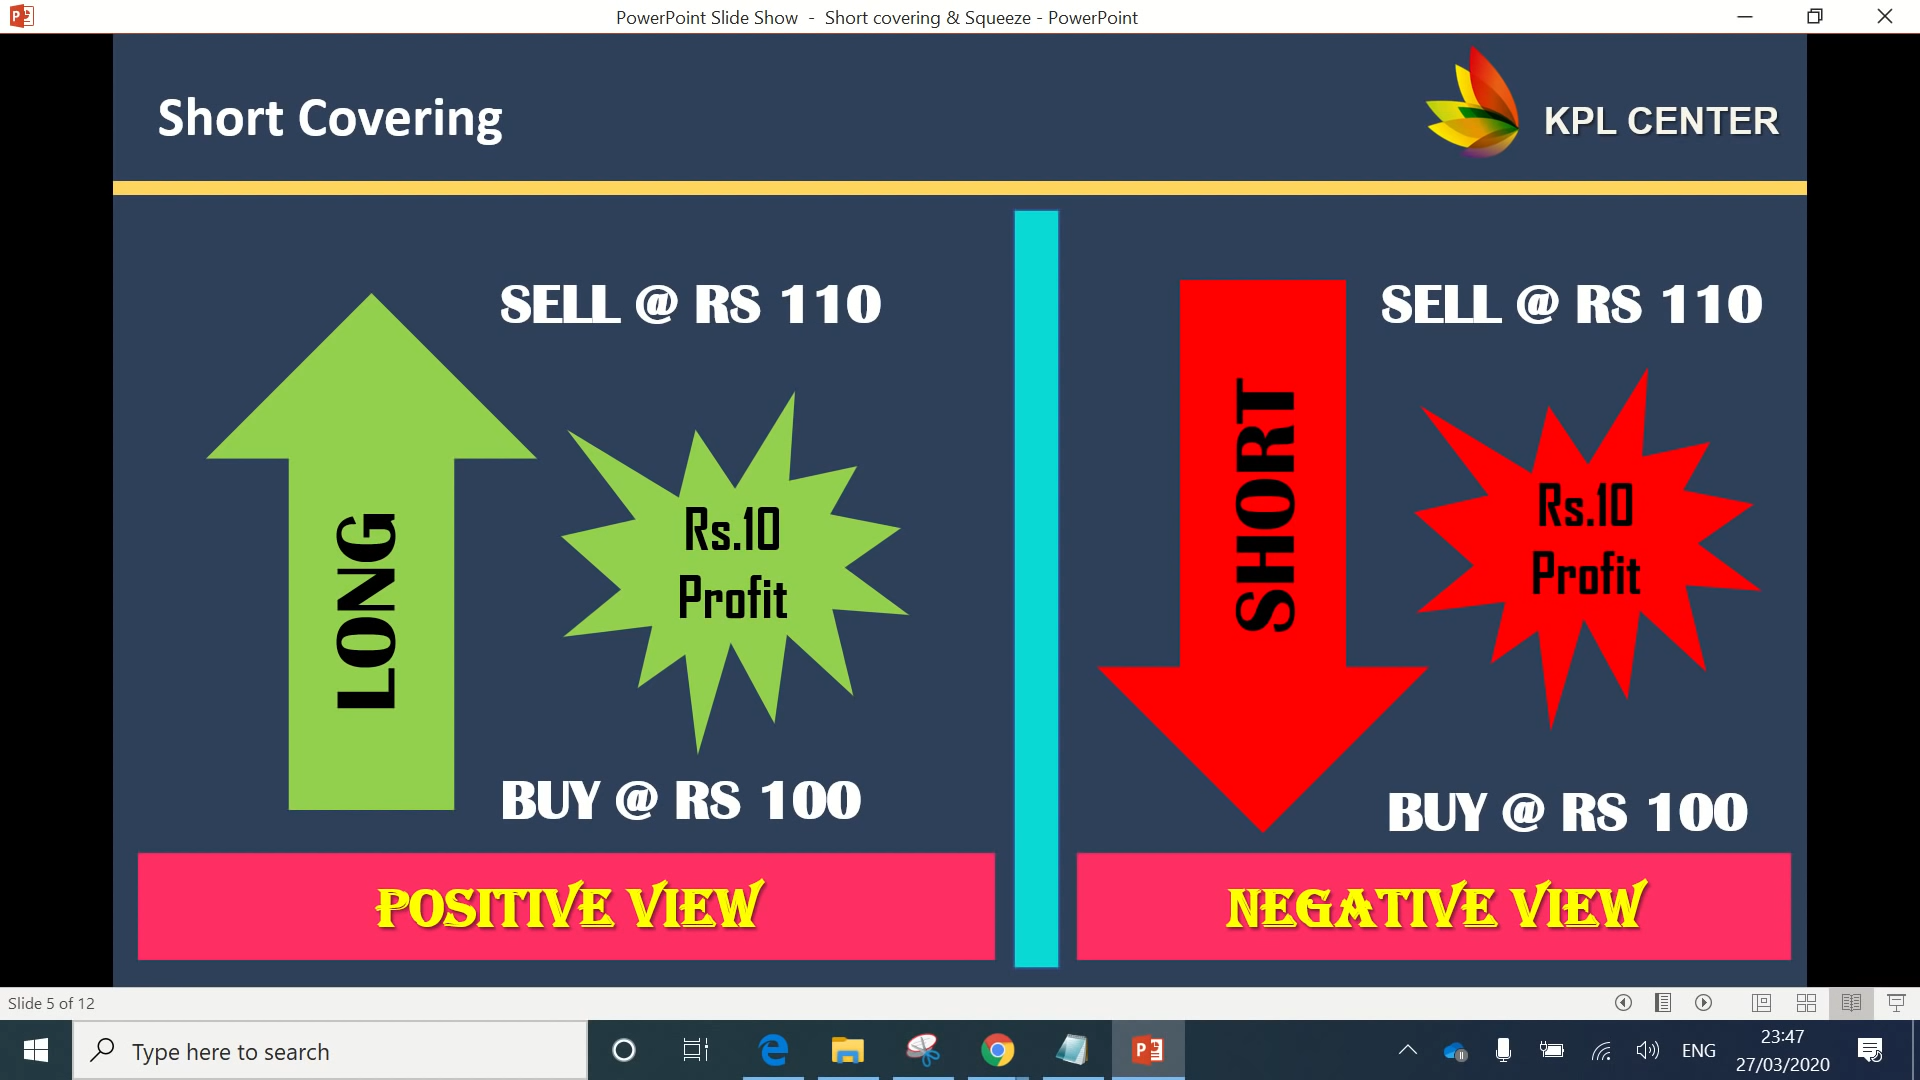 PowerPoint Slide Show - Short covering & Squeeze - PowerPoint
Short Covering
KPL CENTER
SELL @ RS 110
LONG
Rs.10
Profit
BUY @ RS 100
POSITIVE VIEW
SELL @ RS 110
SHORT
Rs.10
Profit
BUY @ RS 100
NEGATIVE VIEW
Slide 5 of 12
Type here to search
ENG
23:47
27/03/2020